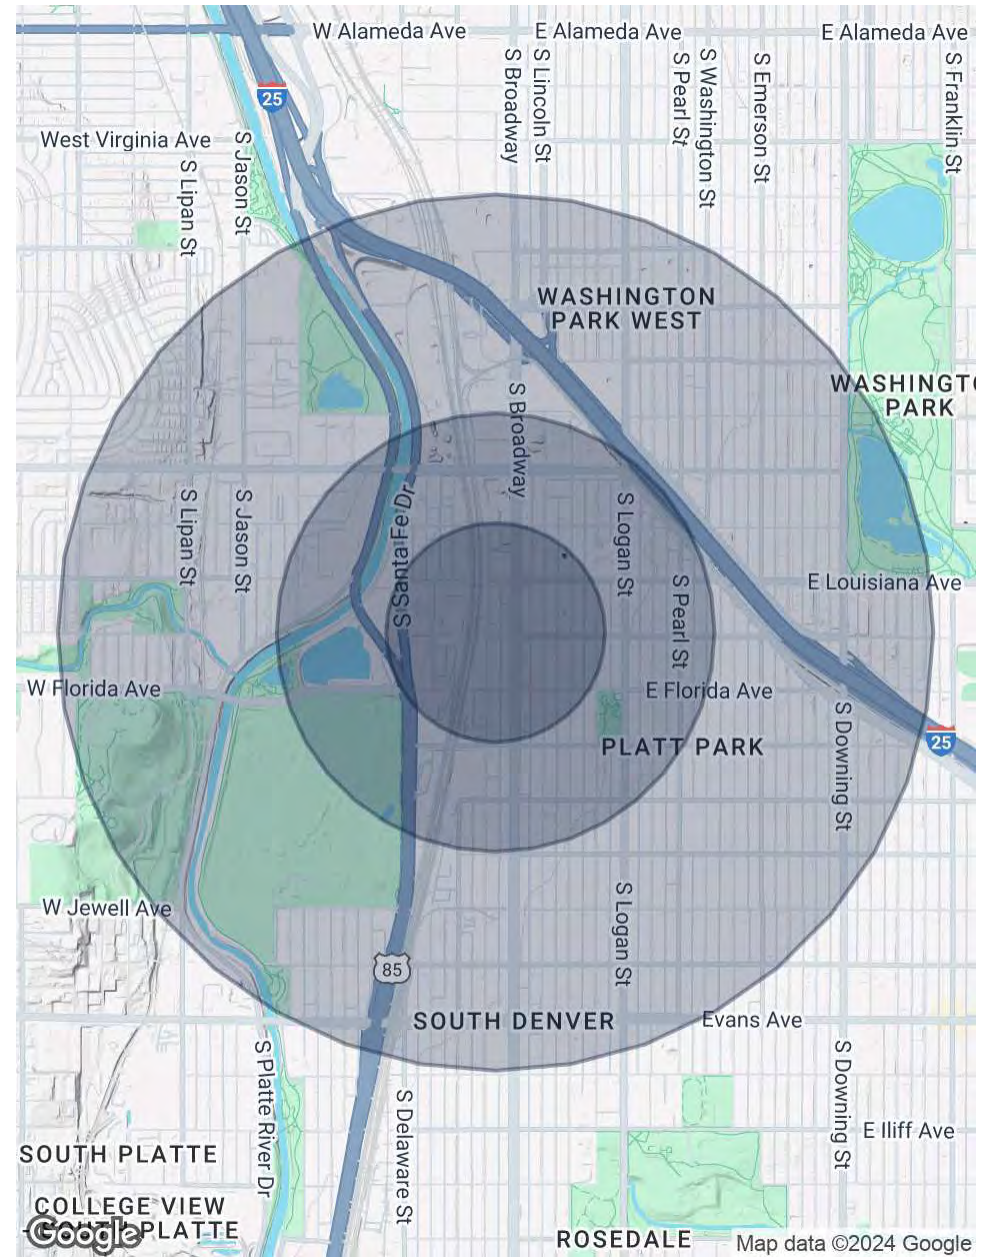 W Alameda Ave
E Alameda Ave
E Alameda Ave
25
S Broadway
S Lincoln St
S Pearl St
S Washington St
S Emerson St
S Franklin St
West Virginia Ave
S Jason St
S Lipan St
WASHINGTON
PARK WEST
WASHINGT
PARK
S Broadway
S Lipan St
S Jason St
S Santa Fe Dr
S Logan St
S Pearl St
E Louisiana Ave
W Florida Ave
E Florida Ave
S Downing St
25
PLATT PARK
W Jewell Ave
S Logan St
85
SOUTH DENVER
Evans Ave
S Platte River Dr
S Delaware St
S Downing St
E Iliff Ave
SOUTH PLATTE
COLLEGE VIEW
- SOUTH PLATTE
Google
ROSEDALE
Map data ©2024 Google